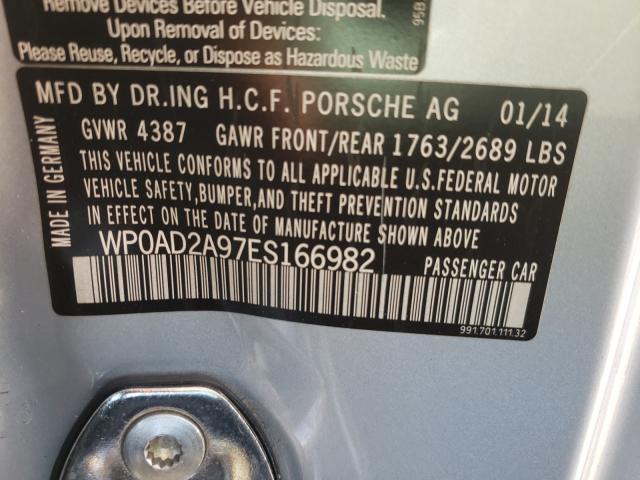 Remove Devices Before Vehicle Disposal.
Upon Removal of Devices:
Please Reuse, Recycle, or Dispose as Hazardous Waste
95B
MFD BY DR.ING H.C.F. PORSCHE AG 01/14
GVWR 4387 GAWR FRONT/REAR 1763/2689 LBS
THIS VEHICLE CONFORMS TO ALL APPLICABLE U.S.FEDERAL MOTOR
VEHICLE SAFETY,BUMPER,AND THEFT PREVENTION STANDARDS
IN EFFECT ON THE DATE OF MANUFACTURE SHOWN ABOVE
WP0AD2A97ES166982 PASSENGER CAR
MADE IN GERMANY
991.701.111.32